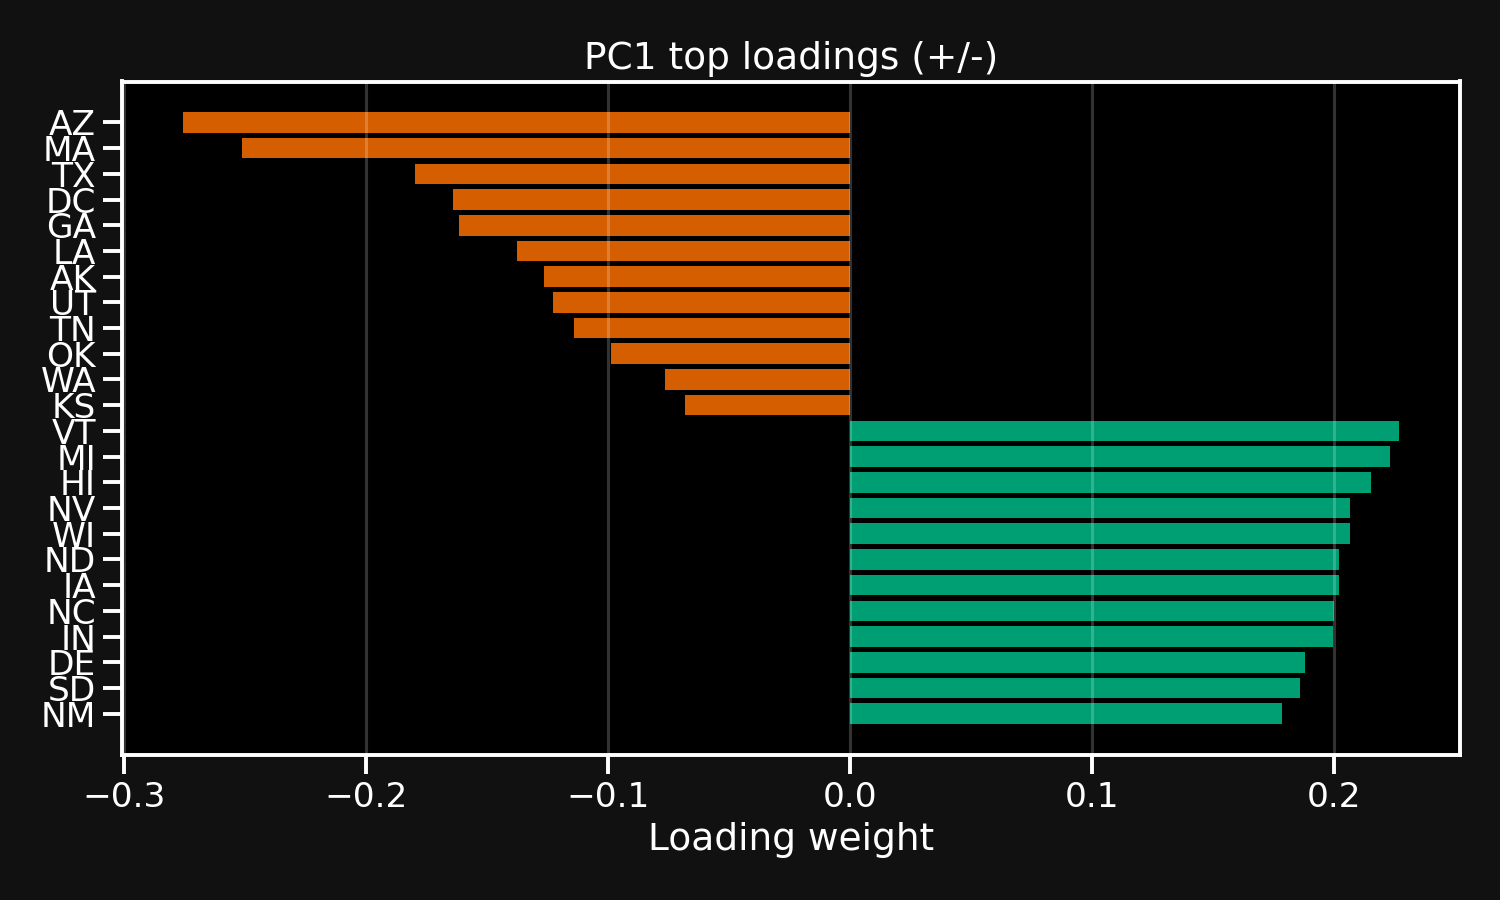 PC1 top loadings (+/-)
AZ
MA
TX
DC
GA
LA
AK
UT
TN
OK
WA
KS
VT
MI
HI
NV
WI
ND
IA
NC
IN
DE
SD
NM
−0.3 −0.2 −0.1 0.0 0.1 0.2
Loading weight